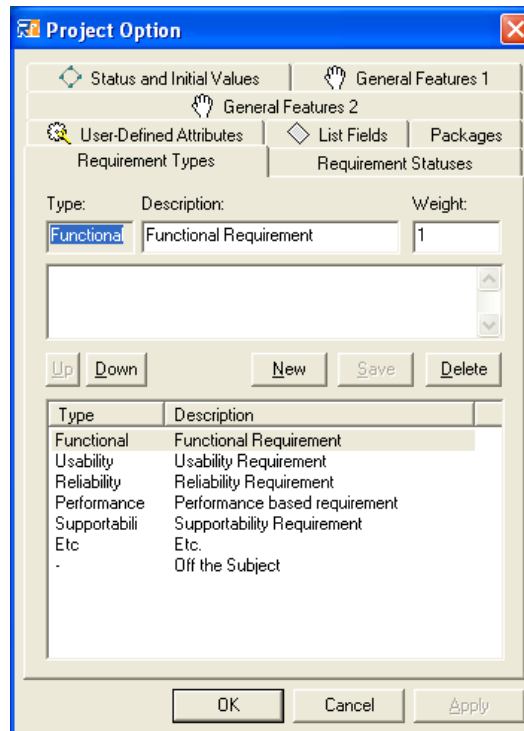 Project Option
Status and Initial Values General Features 1
General Features 2
User-Defined Attributes List Fields Packages
Requirement Types Requirement Statuses
Type: Description: Weight:
Functional Functional Requirement 1
Up Down New Save Delete
Type Description
Functional Functional Requirement
Usability Usability Requirement
Reliability Reliability Requirement
Performance Performance based requirement
Supportabili Supportability Requirement
Etc Etc.
- Off the Subject
OK Cancel Apply